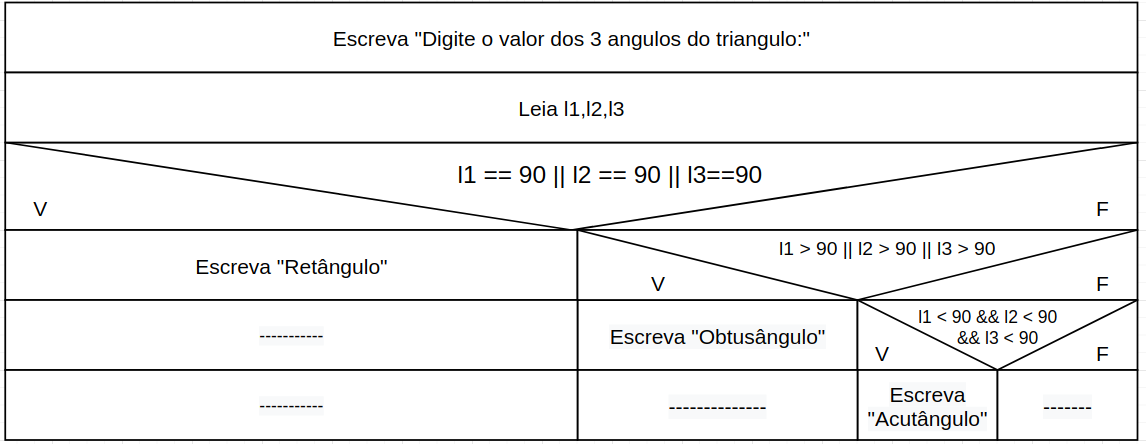 Escreva "Digite o valor dos 3 angulos do triangulo:"
Leia l1,l2,l3
l1 == 90 || l2 == 90 || l3==90
V
F
Escreva "Retângulo"
l1 > 90 || l2 > 90 || l3 > 90
V
F
-----------
Escreva "Obtusângulo"
l1 < 90 && l2 < 90
&& l3 < 90
V
F
-----------
--------------
Escreva
"Acutângulo"
-------